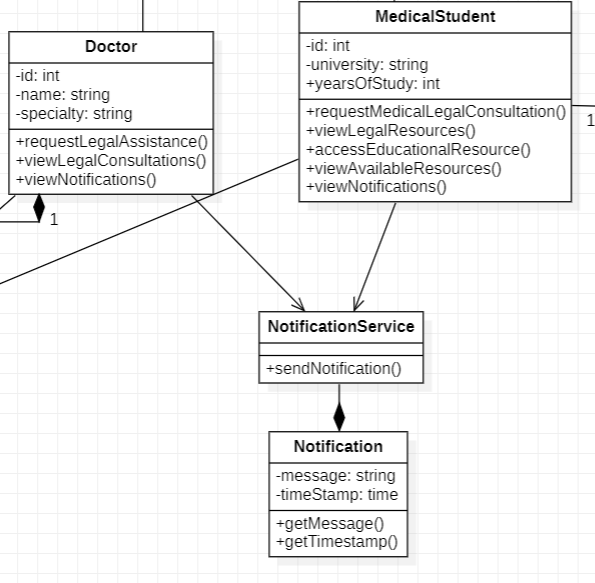 Doctor
-id: int
-name: string
-specialty: string
+requestLegalAssistance()
+viewLegalConsultations()
+viewNotifications()
1
MedicalStudent
-id: int
-university: string
+yearsOfStudy: int
+requestMedicalLegalConsultation()
+viewLegalResources()
+accessEducationalResource()
+viewAvailableResources()
+viewNotifications()
1
NotificationService
+sendNotification()
Notification
-message: string
-timeStamp: time
+getMessage()
+getTimestamp()